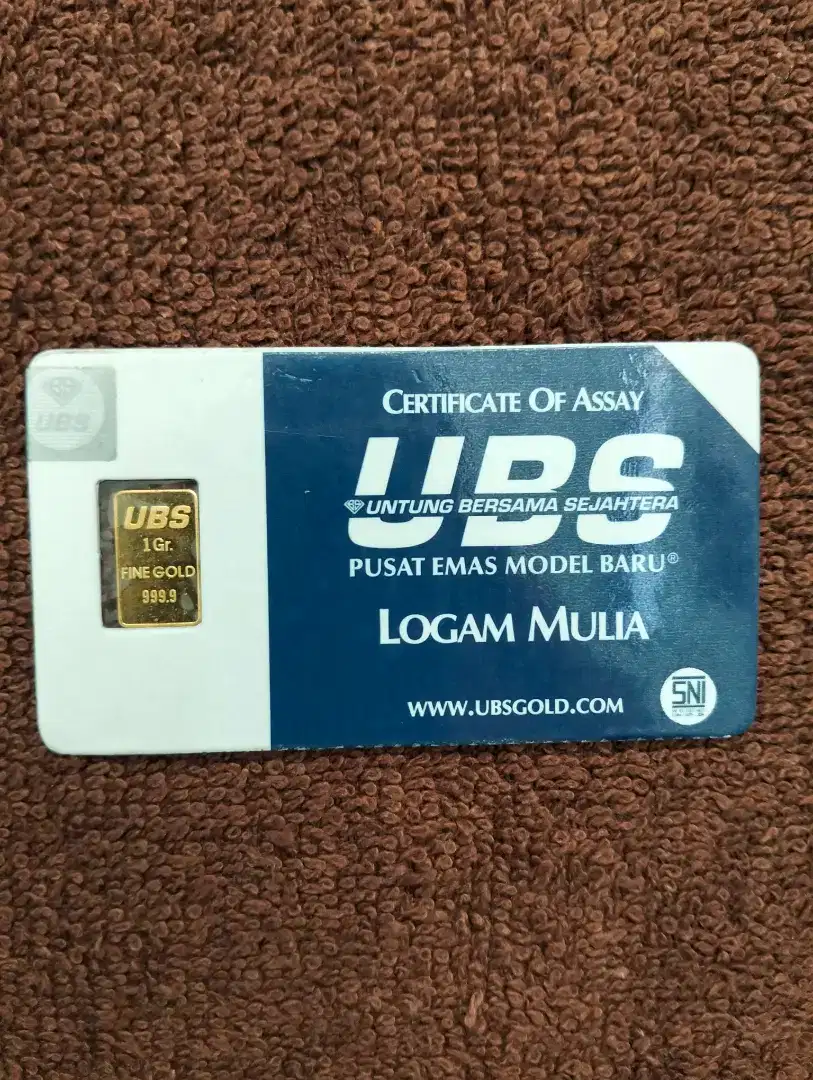 UBS
UBS
1 Gr.
FINE GOLD
999.9
CERTIFICATE OF ASSAY
UBS
UNTUNG BERSAMA SEJAHTERA
PUSAT EMAS MODEL BARU®
LOGAM MULIA
WWW.UBSGOLD.COM
SNI